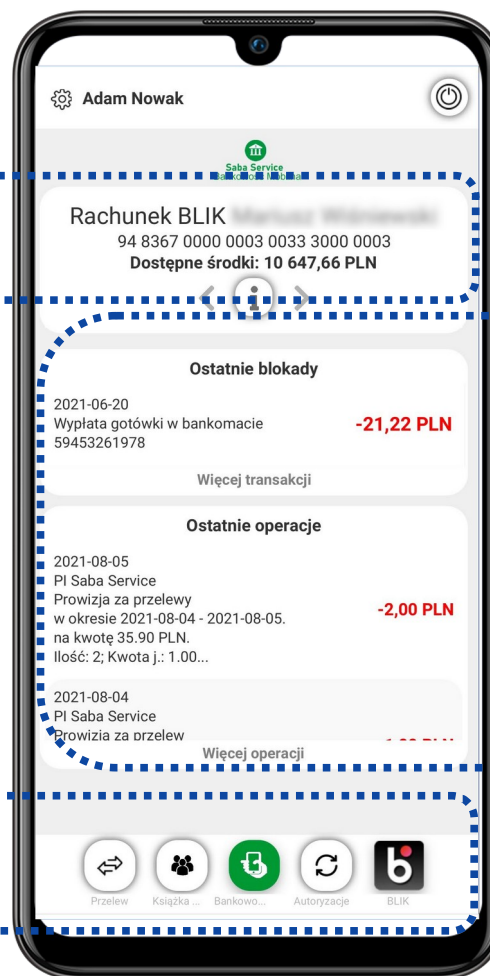 Adam Nowak
Saba Service
Rachunek BLIK
94 8367 0000 0003 0033 3000 0003
Dostępne środki: 10 647,66 PLN
Ostatnie blokady
2021-06-20
Wypłata gotówki w bankomacie
59453261978
-21,22 PLN
Więcej transakcji
Ostatnie operacje
2021-08-05
PI Saba Service
Prowizja za przelewy
w okresie 2021-08-04 - 2021-08-05.
na kwotę 35.90 PLN.
Ilość: 2; Kwota j.: 1.00...
-2,00 PLN
2021-08-04
PI Saba Service
Prowizja za przelew
Więcej operacji
Przelew
Książka ...
Bankowo...
Autoryzacje
BLIK